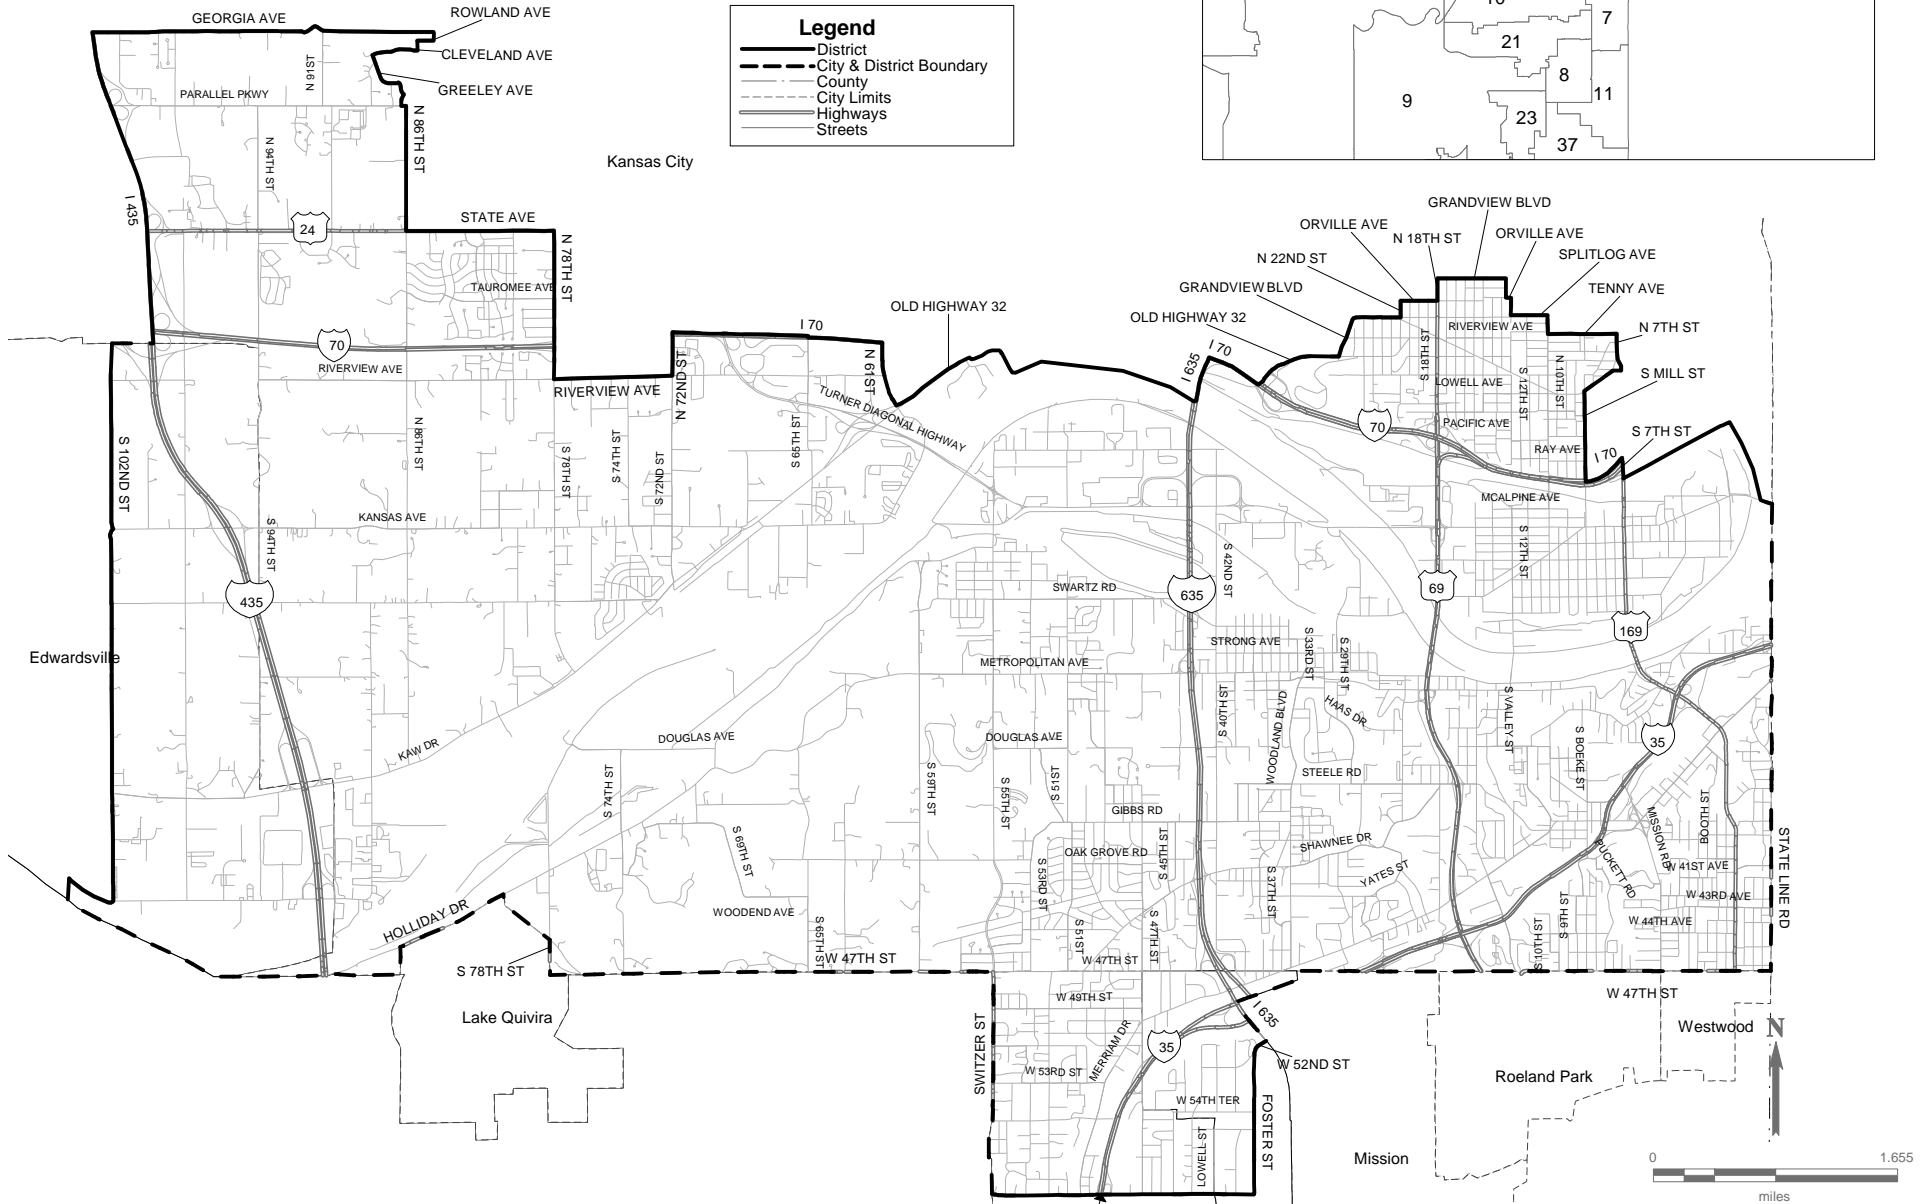 GEORGIA AVE
ROWLAND AVE
CLEVELAND AVE
GREELEY AVE
N 91ST
PARALLEL PKWY
N 86TH ST
N 94TH ST
I 435
24
STATE AVE
N 78TH ST
TAUROMEE AVE
Legend
District
City & District Boundary
County
City Limits
Highways
Streets
Kansas City
7
21
8
9
11
23
37
GRANDVIEW BLVD
ORVILLE AVE
N 18TH ST
ORVILLE AVE
N 22ND ST
SPLITLOG AVE
GRANDVIEW BLVD
TENNY AVE
OLD HIGHWAY 32
OLD HIGHWAY 32
N 7TH ST
RIVERVIEW AVE
I 70
70
RIVERVIEW AVE
RIVERVIEW AVE
N 72ND ST
N 61ST
TURNER DIAGONAL HIGHWAY
I 635
I 70
S 18TH ST
LOWELL AVE
S 12TH ST
N 10TH ST
S MILL ST
70
PACIFIC AVE
RAY AVE
I 70
S 7TH ST
MCALPINE AVE
S 102ND ST
N 86TH ST
S 78TH ST
S 74TH ST
S 72ND ST
S 65TH ST
KANSAS AVE
S 94TH ST
435
S 42ND ST
SWARTZ RD
635
69
S 12TH ST
169
Edwardsville
STRONG AVE
S 33RD ST
S 29TH ST
METROPOLITAN AVE
S 40TH ST
WOODLAND BLVD
HAAS DR
S VALLEY ST
S BOEKE ST
35
KAW DR
DOUGLAS AVE
DOUGLAS AVE
S 74TH ST
S 56TH ST
S 55TH ST
S 51ST
STEELE RD
GIBBS RD
S 69TH ST
OAK GROVE RD
S 45TH ST
SHAWNEE DR
YATES ST
MISSION RD
BOOTH ST
PUCKETT RD
W 41ST AVE
STATE LINE RD
S 53RD ST
S 37TH ST
W 43RD AVE
W 44TH AVE
S 9TH ST
S 10TH ST
HOLLIDAY DR
WOODEND AVE
S 65TH ST
S 51ST
S 47TH ST
W 47TH ST
W 47TH ST
S 78TH ST
W 47TH ST
Lake Quivira
SWITZER ST
W 49TH ST
MERRIAM DR
I 635
35
W 52ND ST
W 53RD ST
W 54TH TER
LOWELL ST
FOSTER ST
Westwood
N
Roeland Park
Mission
0
1.655
miles